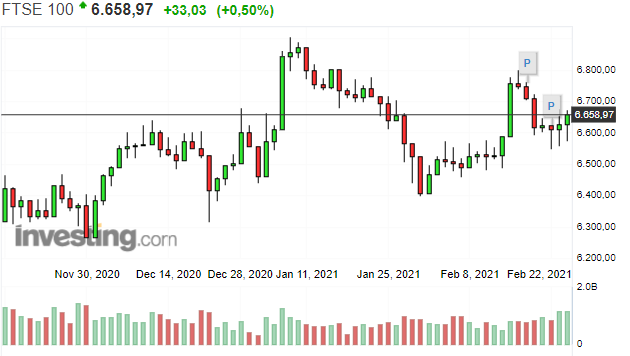 FTSE 100 6.658,97 +33,03 (+0,50%)
P
6.800,00
6.700,00
P
6.658,97
6.600,00
6.500,00
6.400,00
6.300,00
Investing.com
6.200,00
Nov 30, 2020 Dec 14, 2020 Dec 28, 2020 Jan 11, 2021 Jan 25, 2021 Feb 8, 2021 Feb 22, 2021
2.0B
0